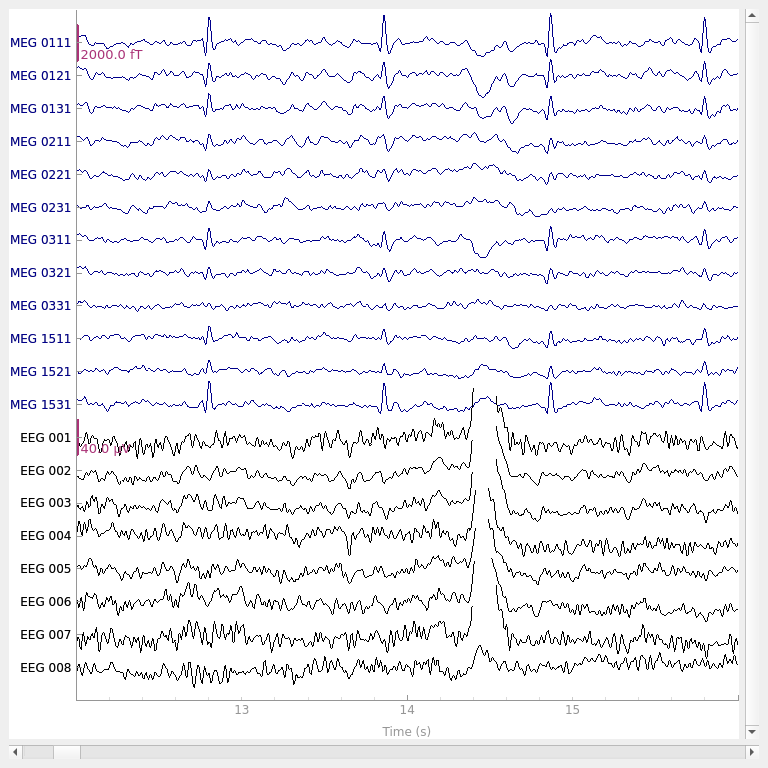 MEG 0111
2000.0 fT
MEG 0121
MEG 0131
MEG 0211
MEG 0221
MEG 0231
MEG 0311
MEG 0321
MEG 0331
MEG 1511
MEG 1521
MEG 1531
EEG 001
40.0 µV
EEG 002
EEG 003
EEG 004
EEG 005
EEG 006
EEG 007
EEG 008
13 14 15
Time (s)